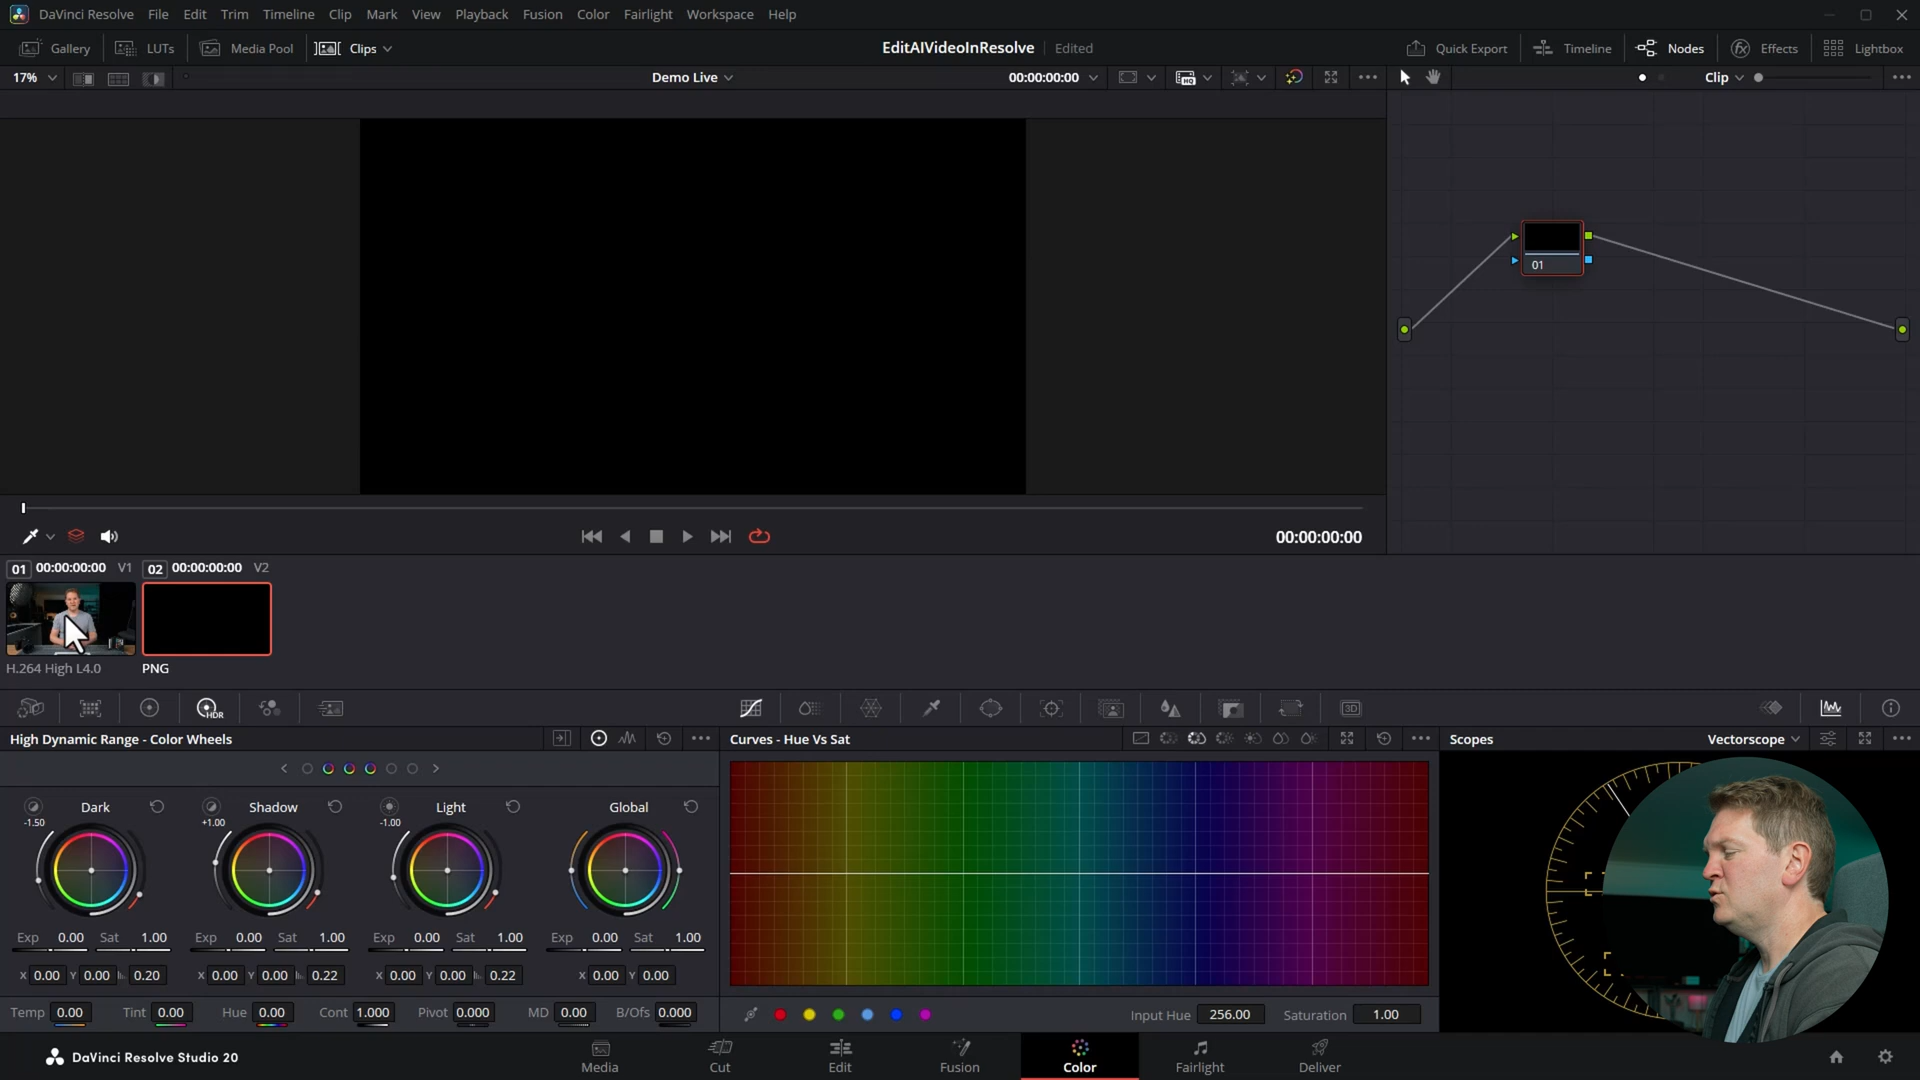 DaVinci Resolve File Edit Trim Timeline Clip Mark View Playback Fusion Color Fairlight Workspace Help
Gallery LUTs Media Pool Clips EditAIVideoInResolve Edited Quick Export Timeline Nodes Effects Lightbox
17% Demo Live 00:00:00:00 HQ Clip
01
00:00:00:00
01 00:00:00:00 V1 02 00:00:00:00 V2
H.264 High L4.0 PNG
HDR 3D
High Dynamic Range - Color Wheels Curves - Hue Vs Sat Scopes Vectorscope
Dark Shadow Light Global
-1.50 +1.00 -1.00
Exp 0.00 Sat 1.00 Exp 0.00 Sat 1.00 Exp 0.00 Sat 1.00 Exp 0.00 Sat 1.00
X 0.00 Y 0.00 0.20 X 0.00 Y 0.00 0.22 X 0.00 Y 0.00 0.22 X 0.00 Y 0.00
Temp 0.00 Tint 0.00 Hue 0.00 Cont 1.000 Pivot 0.000 MD 0.00 B/Ofs 0.000 Input Hue 256.00 Saturation 1.00
DaVinci Resolve Studio 20 Media Cut Edit Fusion Color Fairlight Deliver